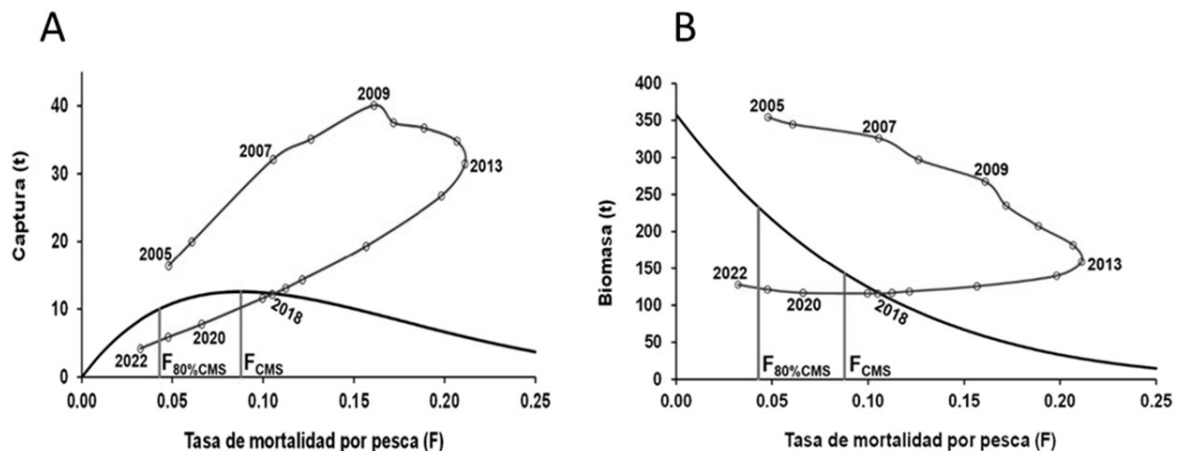 A
Captura (t)
40
30
20
10
0
2005
2007
2009
2013
2018
2020
2022
F80%CMS
FCMS
0.00 0.05 0.10 0.15 0.20 0.25
Tasa de mortalidad por pesca (F)
B
Biomasa (t)
400
350
300
250
200
150
100
50
0
2005
2007
2009
2013
2022
2020
2018
F80%CMS
FCMS
0.00 0.05 0.10 0.15 0.20 0.25
Tasa de mortalidad por pesca (F)